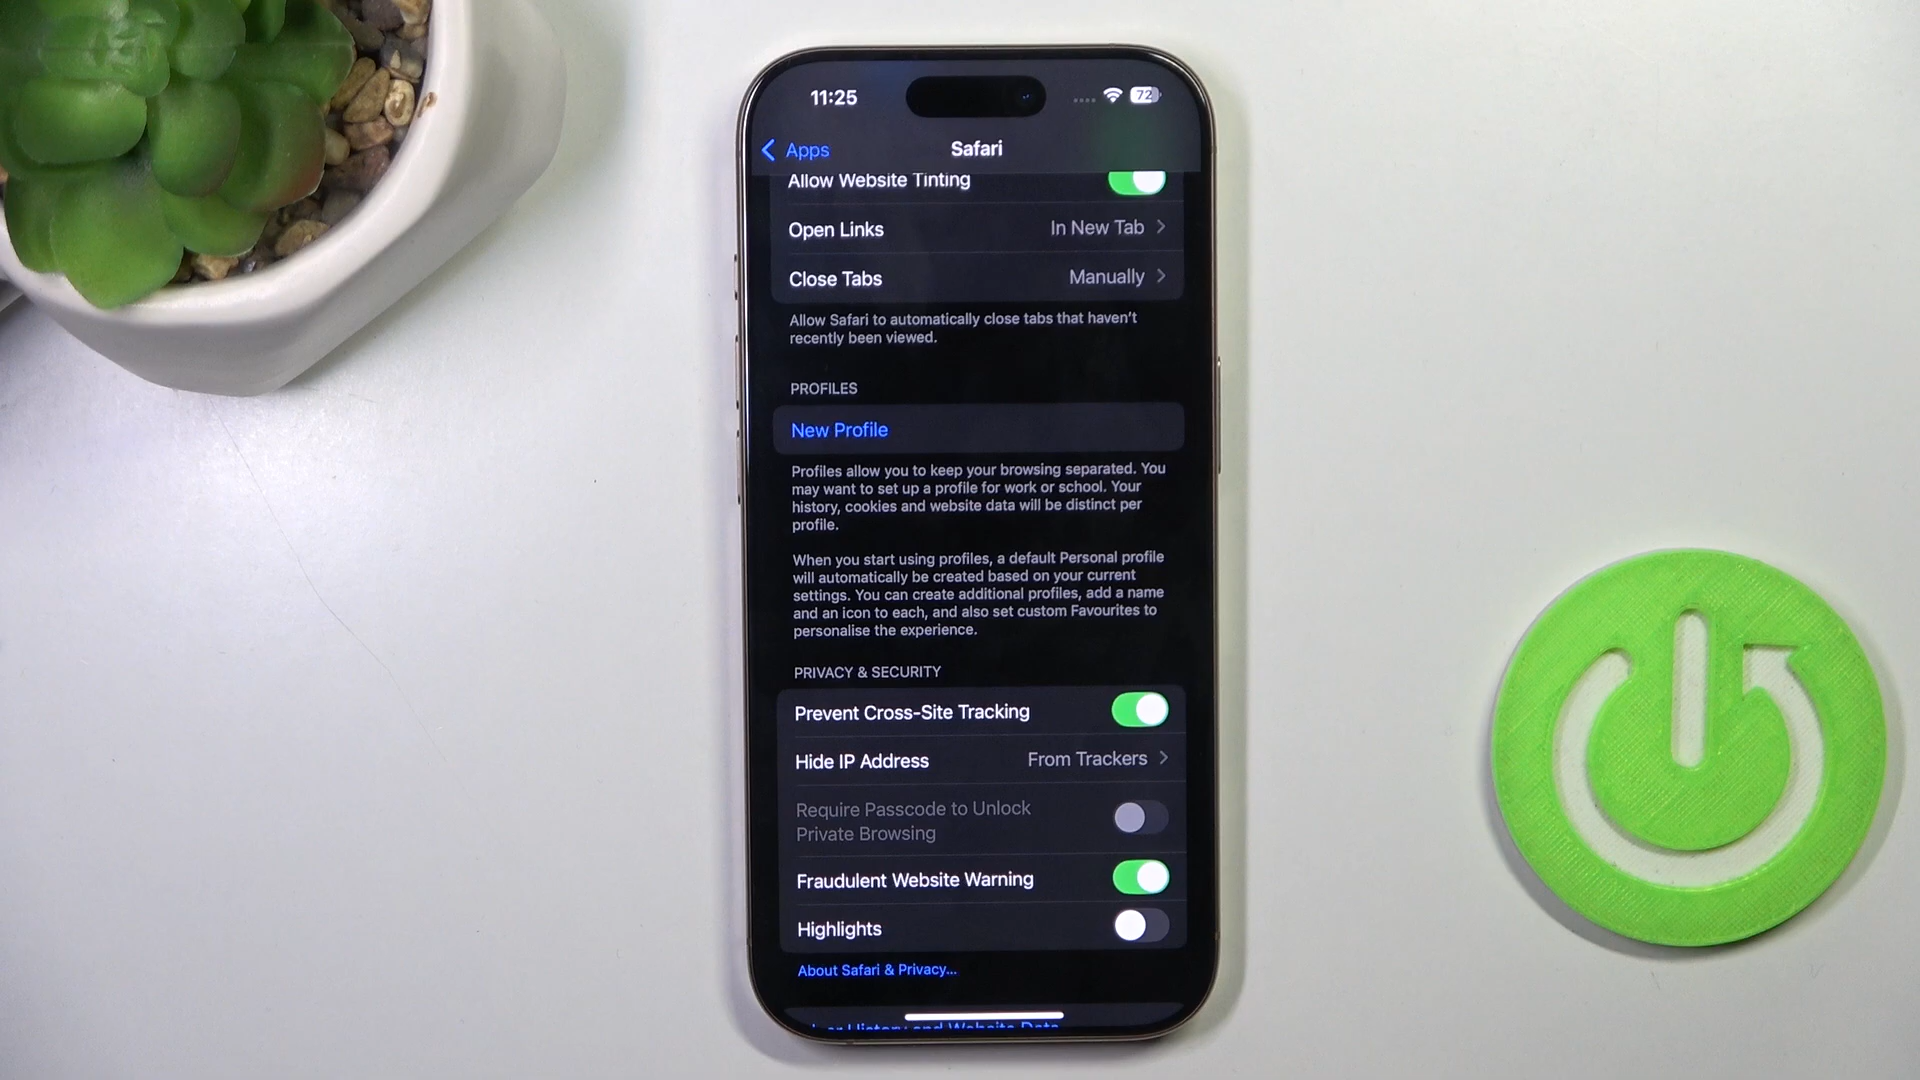 11:25
72
Apps
Safari
Allow Website Tinting
Open Links
In New Tab
Close Tabs
Manually
Allow Safari to automatically close tabs that haven't
recently been viewed.
PROFILES
New Profile
Profiles allow you to keep your browsing separated. You
may want to set up a profile for work or school. Your
history, cookies and website data will be distinct per
profile.
When you start using profiles, a default Personal profile
will automatically be created based on your current
settings. You can create additional profiles, add a name
and an icon to each, and also set custom Favourites to
personalise the experience.
PRIVACY & SECURITY
Prevent Cross-Site Tracking
Hide IP Address
From Trackers
Require Passcode to Unlock
Private Browsing
Fraudulent Website Warning
Highlights
About Safari & Privacy...
History and Website Data